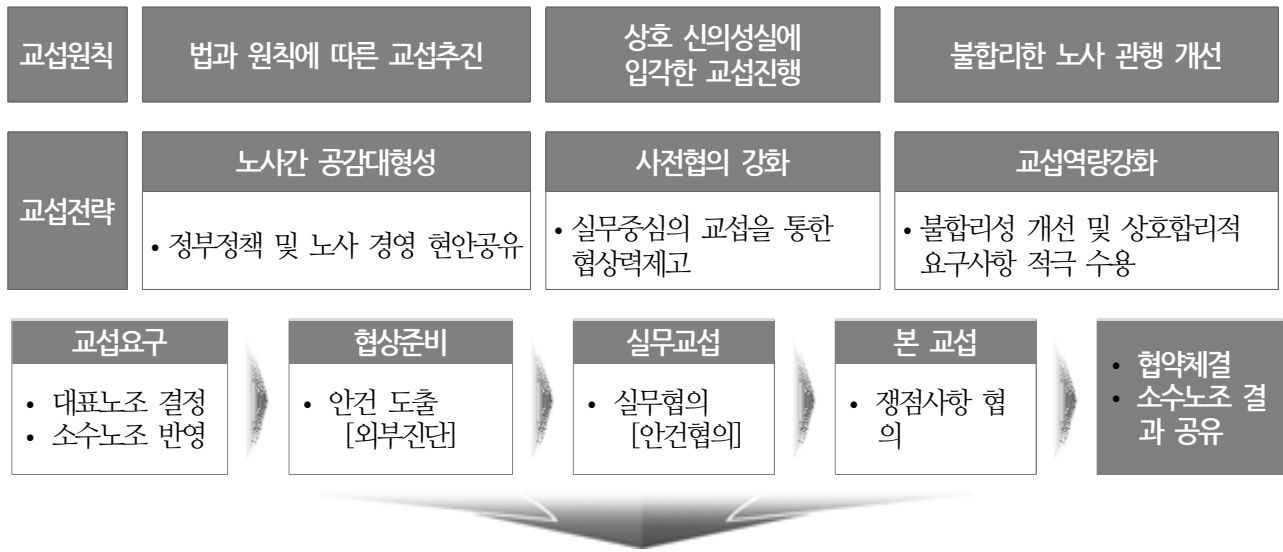 교섭원칙
법과 원칙에 따른 교섭추진
상호 신의성실에
입각한 교섭진행
불합리한 노사 관행 개선
교섭전략
노사간 공감대형성
• 정부정책 및 노사 경영 현안공유
사전협의 강화
• 실무중심의 교섭을 통한
협상력제고
교섭역량강화
• 불합리성 개선 및 상호합리적
요구사항 적극 수용
교섭요구
• 대표노조 결정
• 소수노조 반영
협상준비
• 안건 도출
[외부진단]
실무교섭
• 실무협의
[안건협의]
본 교섭
• 쟁점사항 협
의
• 협약체결
• 소수노조 결
과 공유